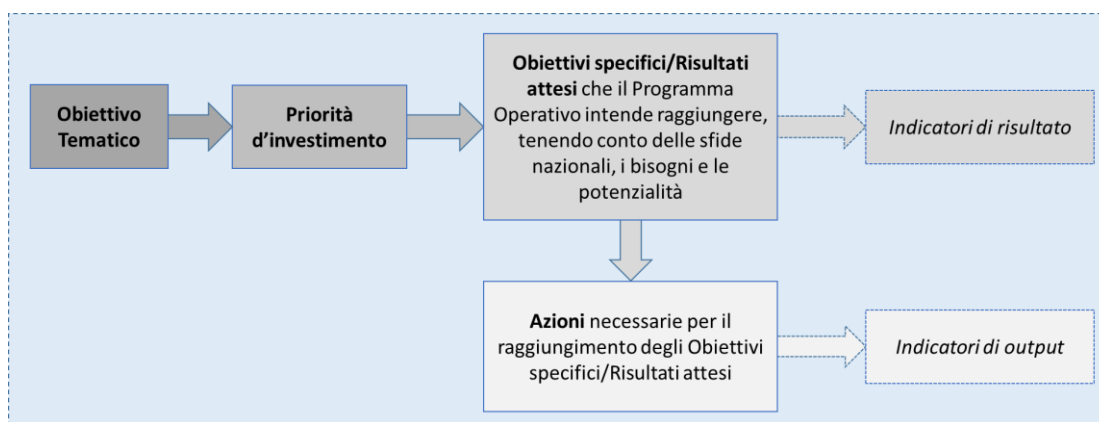 Obiettivo
Tematico
Priorità
d’investimento
Obiettivi specifici/Risultati
attesi che il Programma
Operativo intende raggiungere,
tenendo conto delle sfide
nazionali, i bisogni e le
potenzialità
Indicatori di risultato
Azioni necessarie per il
raggiungimento degli Obiettivi
specifici/Risultati attesi
Indicatori di output